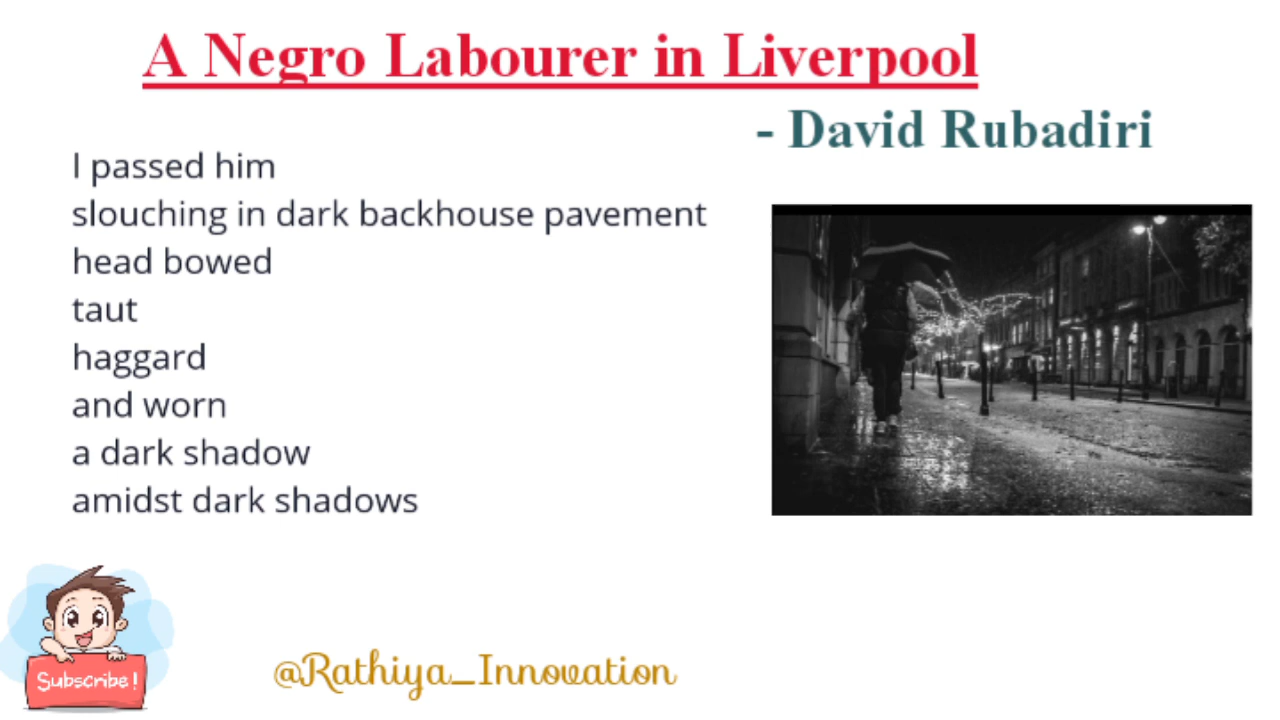 A Negro Labourer in Liverpool
- David Rubadiri
I passed him
slouching in dark backhouse pavement
head bowed
taut
haggard
and worn
a dark shadow
amidst dark shadows
Subscribe!
@Rathiya_Innovation